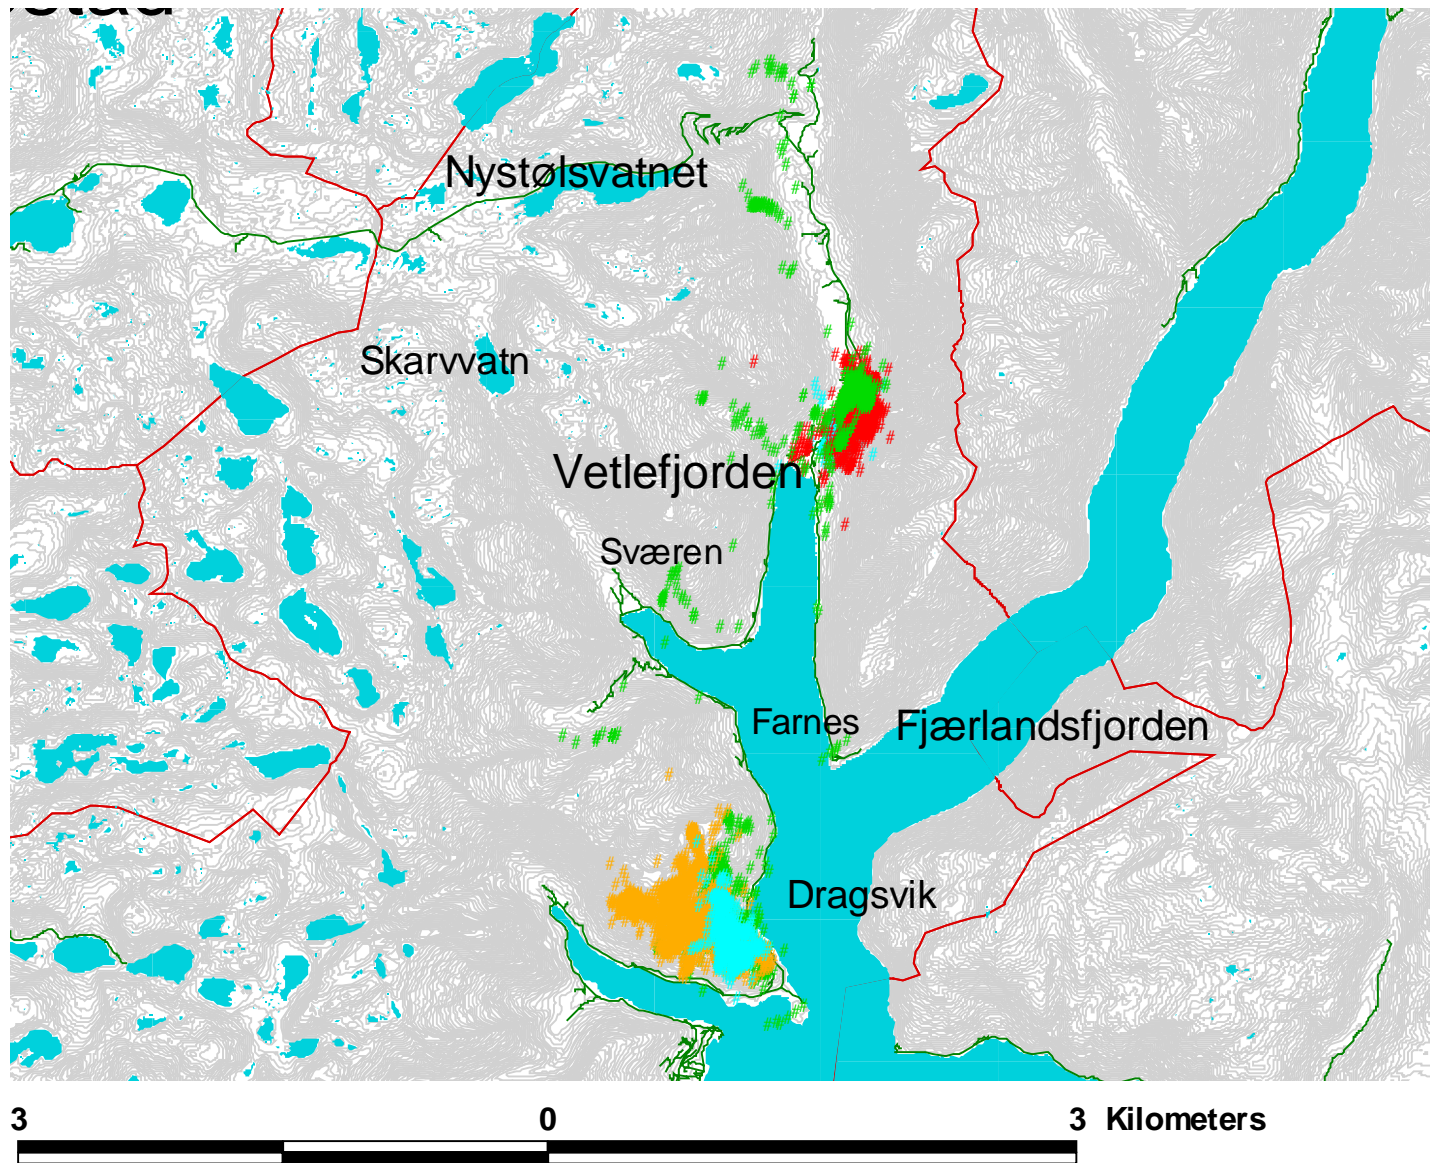 Nystølsvatnet
Skarvvatn
Vetlefjorden
Sværen
Farnes
Fjærlandsfjorden
Dragsvik
3 0 3 Kilometers